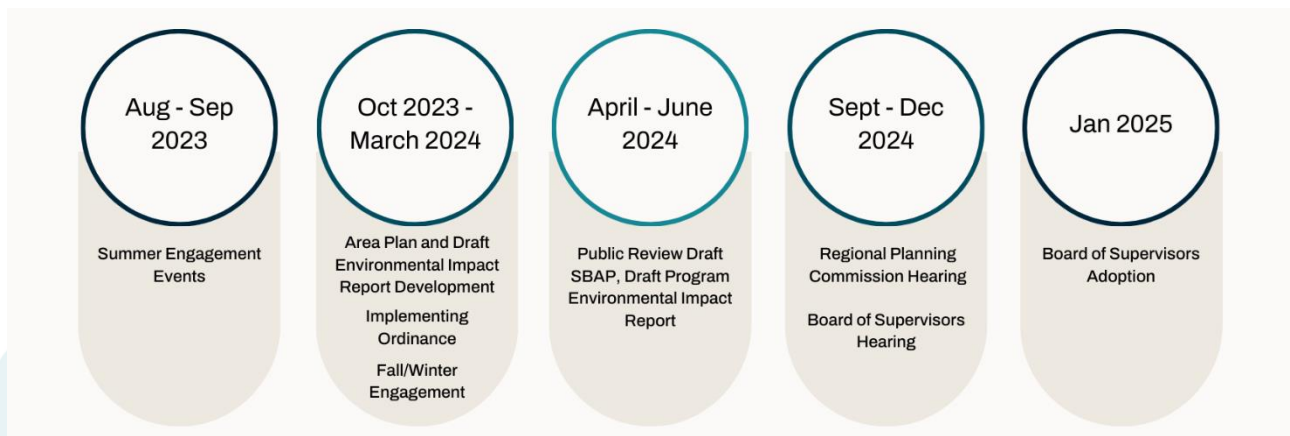 Aug - Sep
2023
Summer Engagement
Events
Oct 2023 -
March 2024
Area Plan and Draft
Environmental Impact
Report Development
Implementing
Ordinance
Fall/Winter
Engagement
April - June
2024
Public Review Draft
SBAP, Draft Program
Environmental Impact
Report
Sept - Dec
2024
Regional Planning
Commission Hearing
Board of Supervisors
Hearing
Jan 2025
Board of Supervisors
Adoption